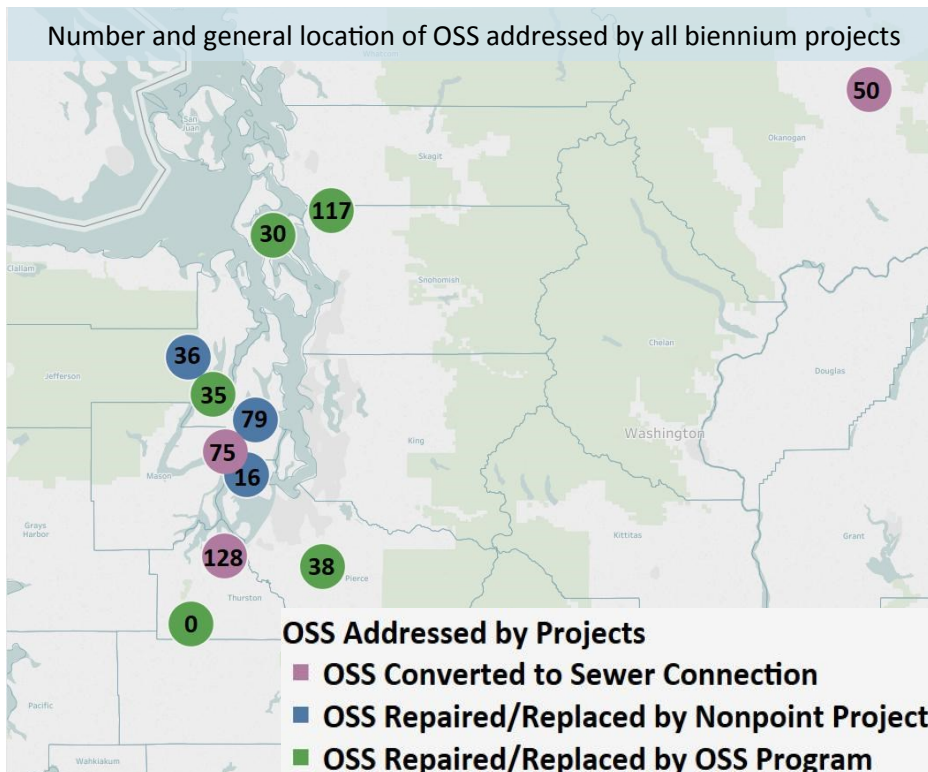 Number and general location of OSS addressed by all biennium projects
50
San
Juan
Okanogan
Skagit
117
30
Clallam
Snohomish
36
Chelan
Jefferson
35
Douglas
79
Washington
King
75
16
Mason
Grays
Harbor
Kittitas
Grant
128
38
Pierce
Thurston
0
OSS Addressed by Projects
OSS Converted to Sewer Connection
Pacific
OSS Repaired/Replaced by Nonpoint Project
OSS Repaired/Replaced by OSS Program
Wahkiakum